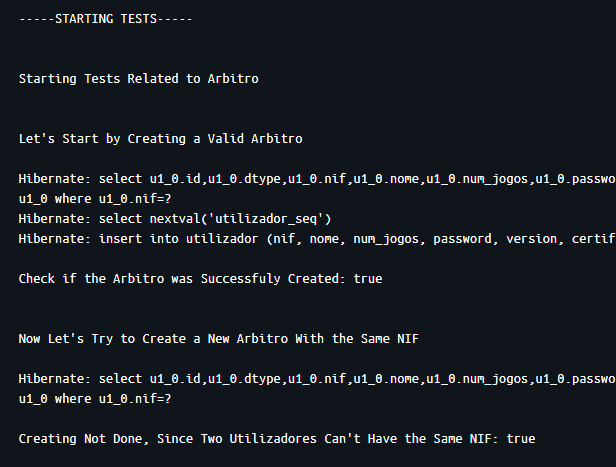 -----STARTING TESTS-----
Starting Tests Related to Arbitro
Let's Start by Creating a Valid Arbitro
Hibernate: select u1_0.id,u1_0.dtype,u1_0.nif,u1_0.nome,u1_0.num_jogos,u1_0.passwo
u1_0 where u1_0.nif=?
Hibernate: select nextval('utilizador_seq')
Hibernate: insert into utilizador (nif, nome, num_jogos, password, version, certif
Check if the Arbitro was Successfuly Created: true
Now Let's Try to Create a New Arbitro With the Same NIF
Hibernate: select u1_0.id,u1_0.dtype,u1_0.nif,u1_0.nome,u1_0.num_jogos,u1_0.passwo
u1_0 where u1_0.nif=?
Creating Not Done, Since Two Utilizadores Can't Have the Same NIF: true